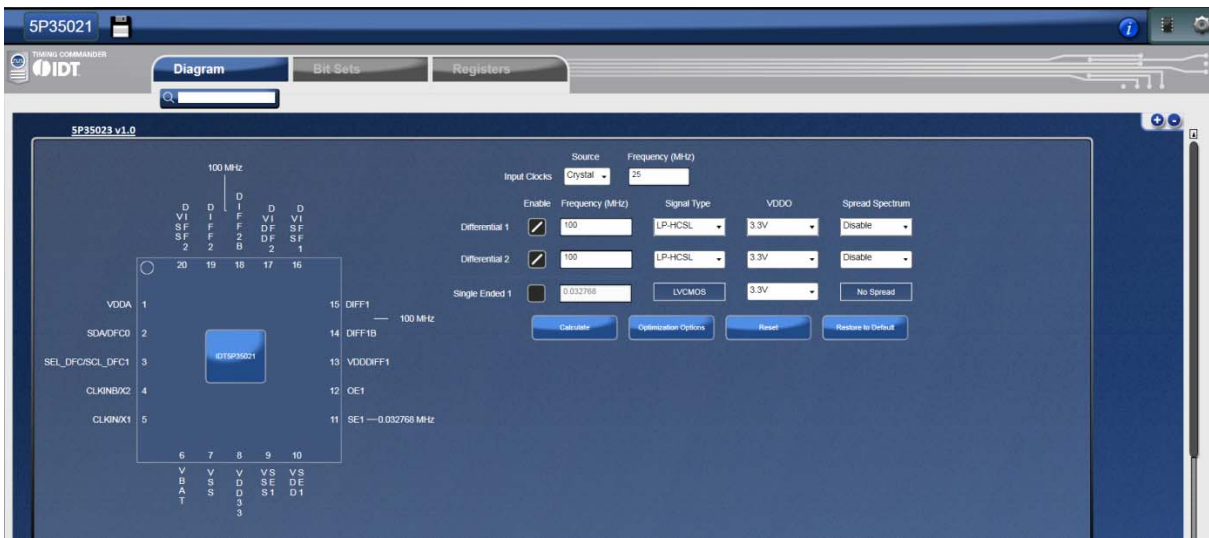 5P35021
TIMING COMMANDER
IDT
Diagram
Bit Sets
Registers
5P35023 v1.0
100 MHz
Source
Frequency (MHz)
Input Clocks
Crystal
25
Enable
Frequency (MHz)
Signal Type
VDDO
Spread Spectrum
Differential 1
100
LP-HCSL
3.3V
Disable
Differential 2
100
LP-HCSL
3.3V
Disable
Single Ended 1
0.032768
LVCMOS
3.3V
No Spread
Calculate
Optimization Options
Reset
Restore to Default
D
VI
SF
SF
2
D
I
F
F
2
D
I
F
F
2
B
D
VI
DF
DF
2
D
VI
SF
SF
1
20 19 18 17 16
VDDA 1
SDA/DFC0 2
SEL_DFC/SCL_DFC1 3
CLKINB/X2 4
CLKIN/X1 5
IDT5P35021
15 DIFF1
100 MHz
14 DIFF1B
13 VDDDIFF1
12 OE1
11 SE1 — 0.032768 MHz
6 7 8 9 10
V
B
A
T
V
S
S
V
D
D
3
3
VS
SE
S1
VS
DE
D1